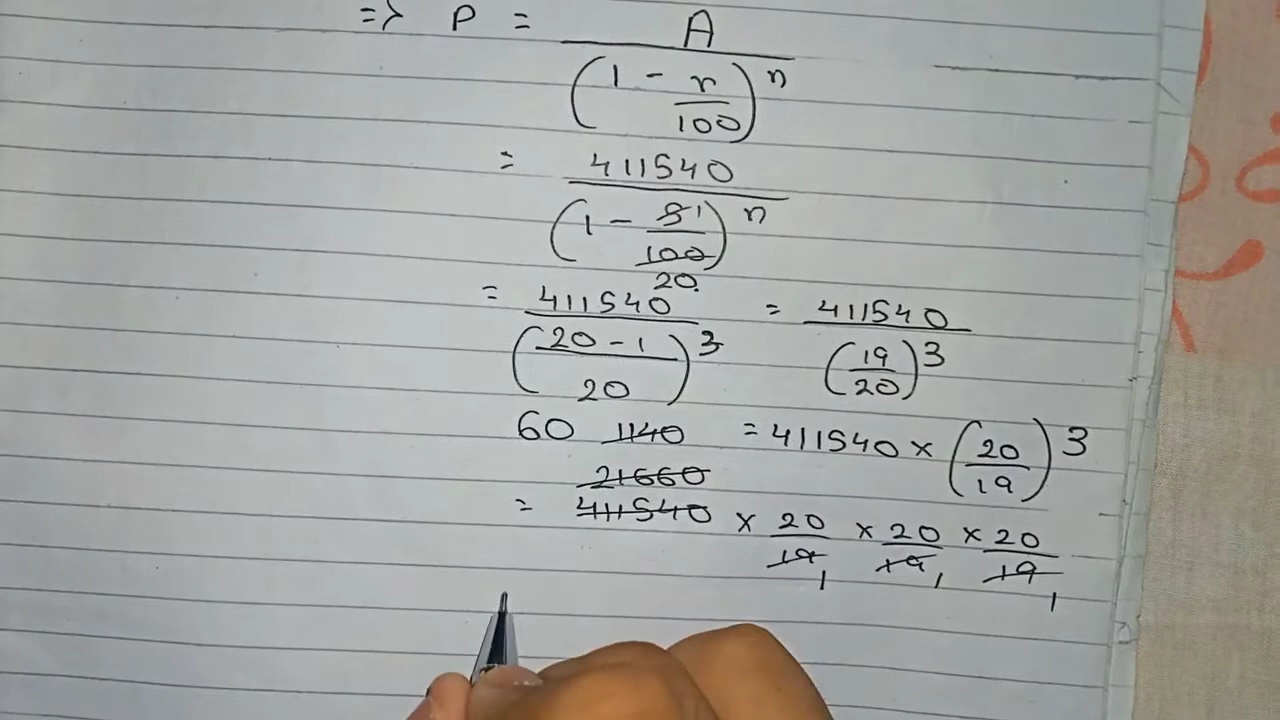 => P = A
(1 - r/100)^n
= 411540
(1 - 5/100)^n 1
20
= 411540 / ((20 - 1)/20)^3 = 411540 / (19/20)^3
60 1140 = 411540 × (20/19)^3
21660
= 411540 × 20/19 × 20/19 × 20/19
1 1 1